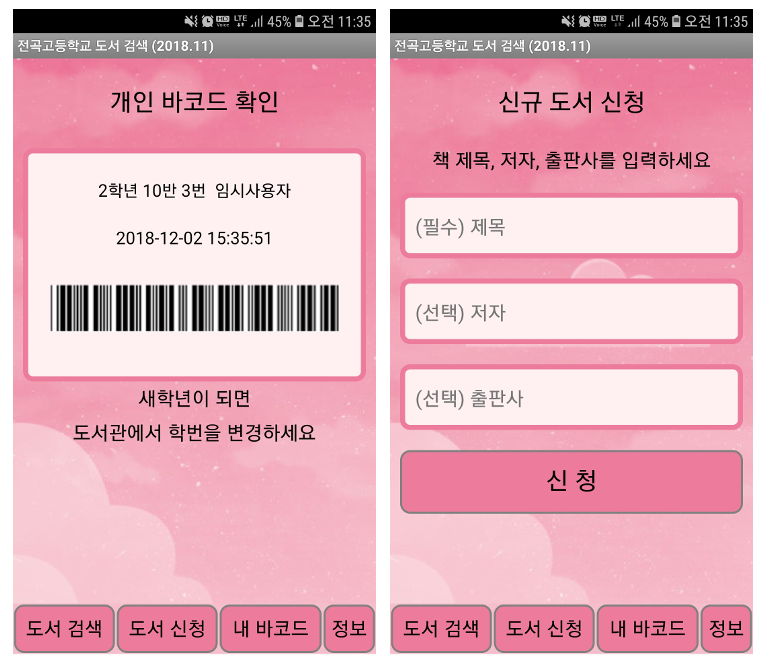 LTE 45% 오전 11:35
전곡고등학교 도서 검색 (2018.11)
개인 바코드 확인
2학년 10반 3번 임시사용자
2018-12-02 15:35:51
새학년이 되면
도서관에서 학번을 변경하세요
도서 검색 도서 신청 내 바코드 정보
LTE 45% 오전 11:35
전곡고등학교 도서 검색 (2018.11)
신규 도서 신청
책 제목, 저자, 출판사를 입력하세요
(필수) 제목
(선택) 저자
(선택) 출판사
신 청
도서 검색 도서 신청 내 바코드 정보